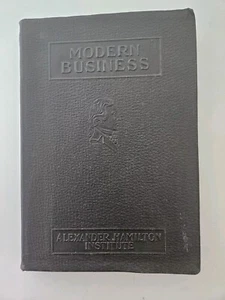 MODERN
BUSINESS
ALEXANDER HAMILTON
INSTITUTE